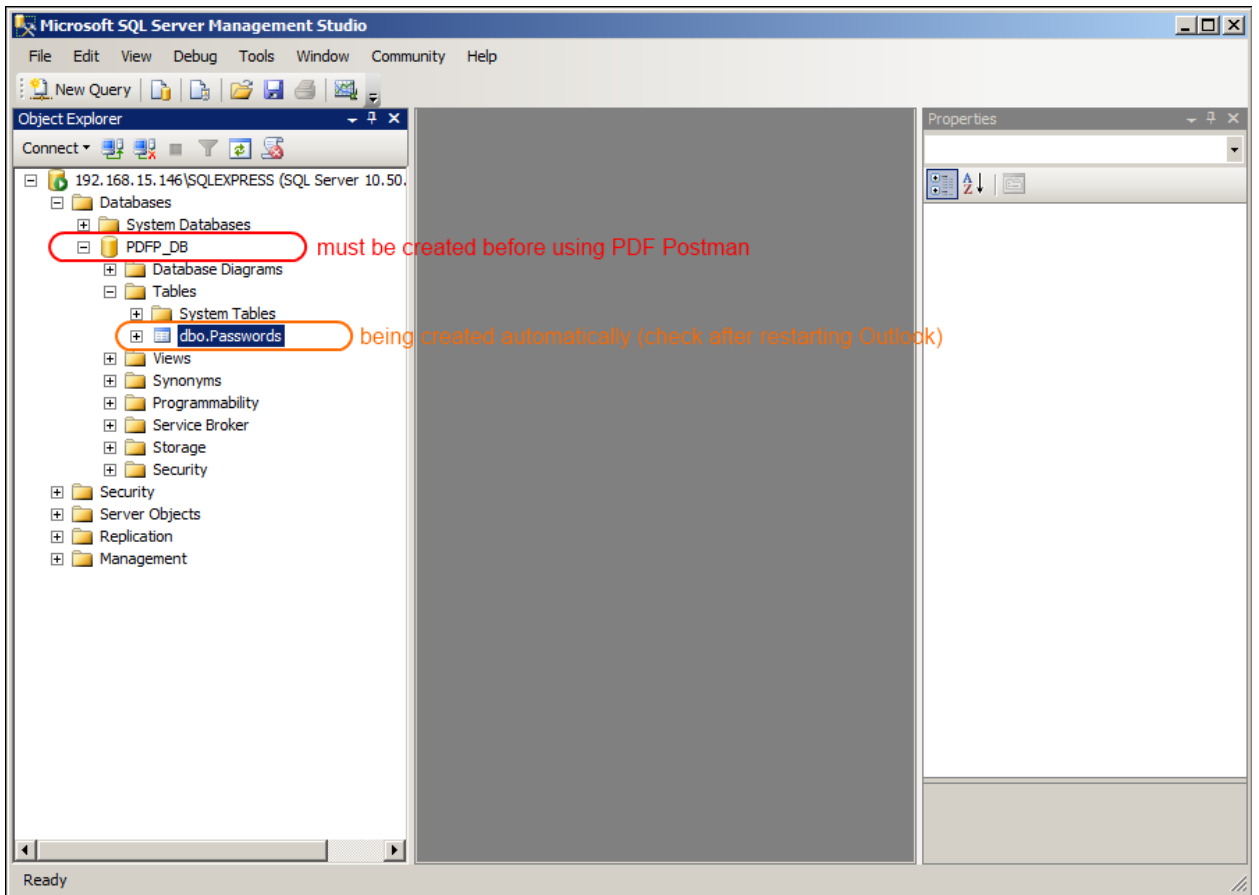 Microsoft SQL Server Management Studio
File Edit View Debug Tools Window Community Help
New Query
Object Explorer
Properties
Connect
192.168.15.146\SQLEXPRESS (SQL Server 10.50.
Databases
System Databases
PDFP_DB must be created before using PDF Postman
Database Diagrams
Tables
System Tables
dbo.Passwords being created automatically (check after restarting Outlook)
Views
Synonyms
Programmability
Service Broker
Storage
Security
Security
Server Objects
Replication
Management
Ready